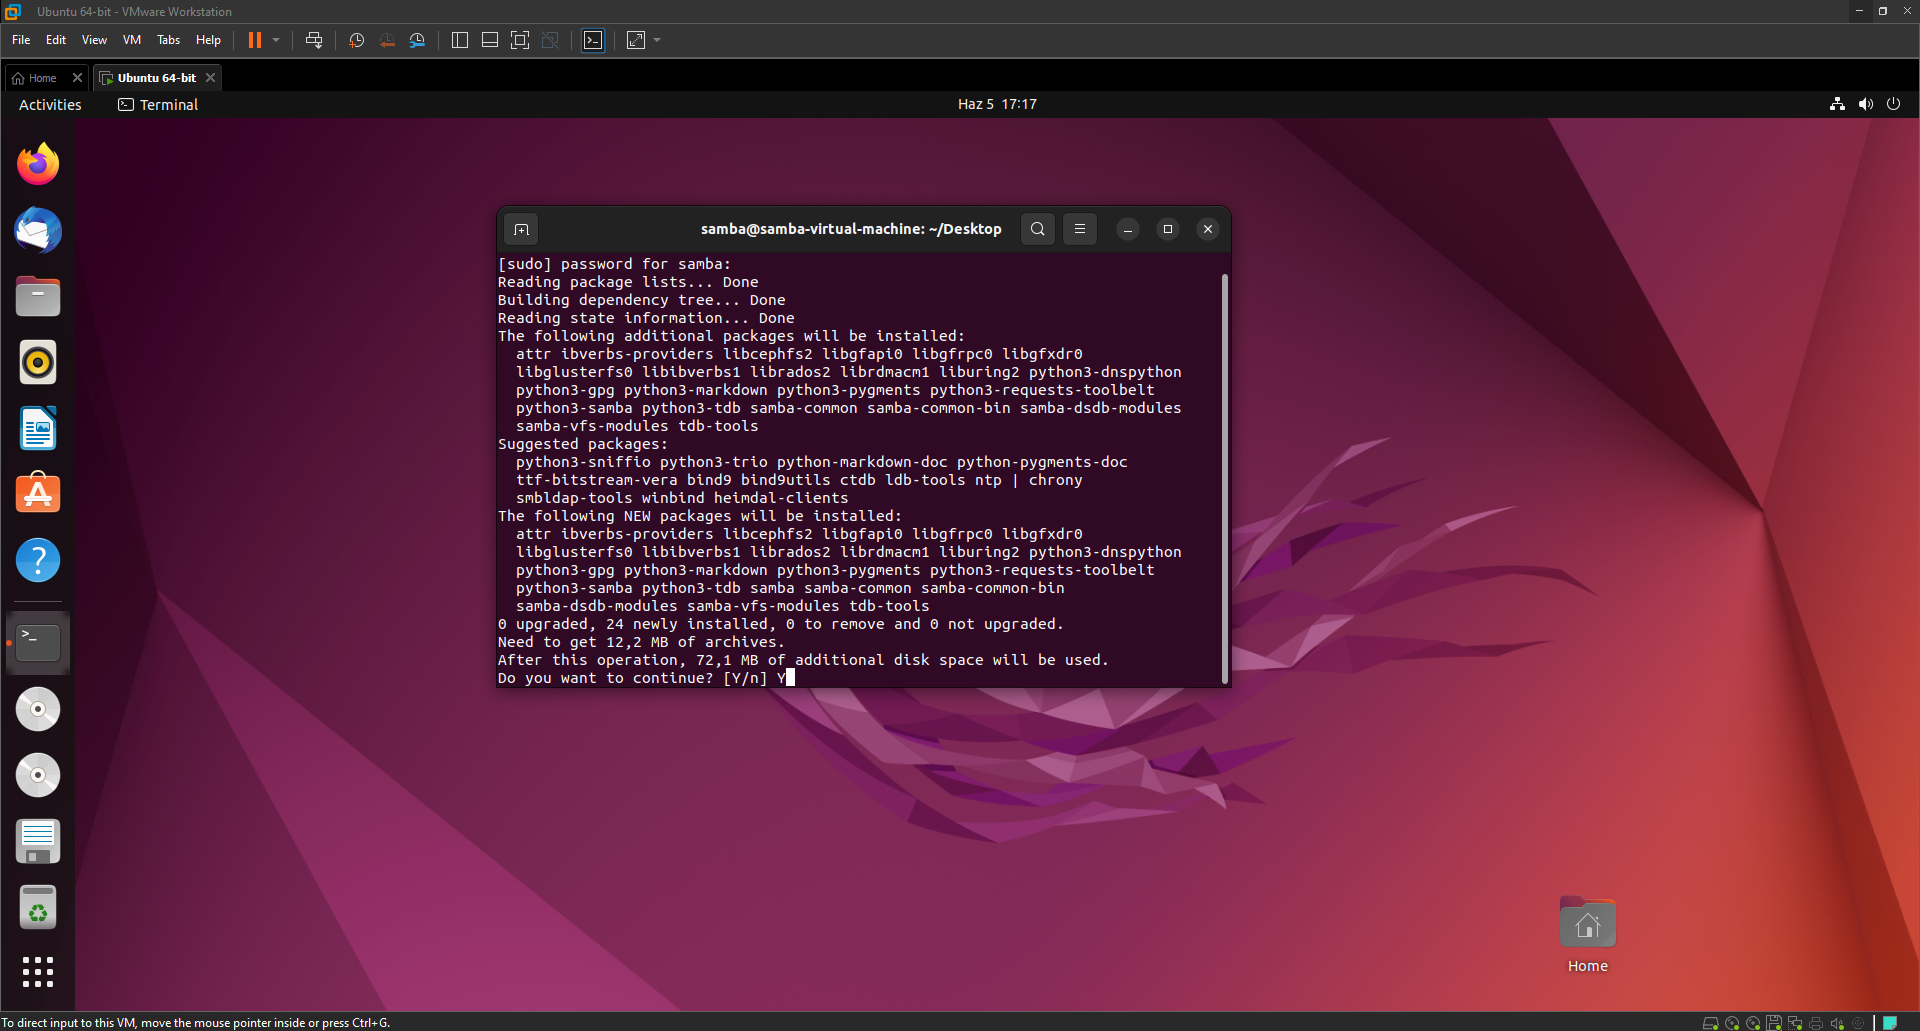 Ubuntu 64-bit - VMware Workstation
File Edit View VM Tabs Help
Home Ubuntu 64-bit
Activities Terminal Haz 5 17:17
samba@samba-virtual-machine: ~/Desktop
[sudo] password for samba:
Reading package lists... Done
Building dependency tree... Done
Reading state information... Done
The following additional packages will be installed:
attr ibverbs-providers libcephfs2 libgfapi0 libgfrpc0 libgfxdr0
libglusterfs0 libibverbs1 librados2 librdmacm1 liburing2 python3-dnspython
python3-gpg python3-markdown python3-pygments python3-requests-toolbelt
python3-samba python3-tdb samba-common samba-common-bin samba-dsdb-modules
samba-vfs-modules tdb-tools
Suggested packages:
python3-sniffio python3-trio python-markdown-doc python-pygments-doc
ttf-bitstream-vera bind9 bind9utils ctdb ldb-tools ntp | chrony
smbldap-tools winbind heimdal-clients
The following NEW packages will be installed:
attr ibverbs-providers libcephfs2 libgfapi0 libgfrpc0 libgfxdr0
libglusterfs0 libibverbs1 librados2 librdmacm1 liburing2 python3-dnspython
python3-gpg python3-markdown python3-pygments python3-requests-toolbelt
python3-samba python3-tdb samba samba-common samba-common-bin
samba-dsdb-modules samba-vfs-modules tdb-tools
0 upgraded, 24 newly installed, 0 to remove and 0 not upgraded.
Need to get 12,2 MB of archives.
After this operation, 72,1 MB of additional disk space will be used.
Do you want to continue? [Y/n] Y
Home
To direct input to this VM, move the mouse pointer inside or press Ctrl+G.